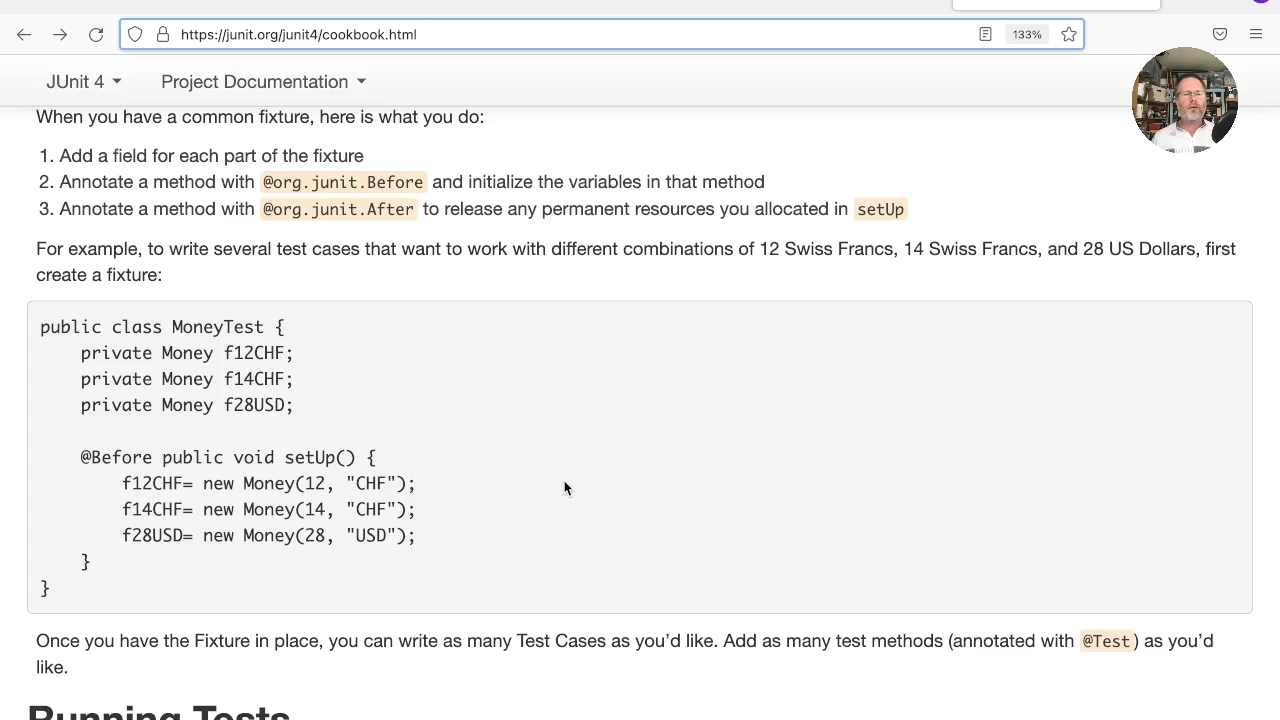 https://junit.org/junit4/cookbook.html
133%
JUnit 4
Project Documentation
When you have a common fixture, here is what you do:
1. Add a field for each part of the fixture
2. Annotate a method with @org.junit.Before and initialize the variables in that method
3. Annotate a method with @org.junit.After to release any permanent resources you allocated in setUp
For example, to write several test cases that want to work with different combinations of 12 Swiss Francs, 14 Swiss Francs, and 28 US Dollars, first
create a fixture:
public class MoneyTest {
private Money f12CHF;
private Money f14CHF;
private Money f28USD;
@Before public void setUp() {
f12CHF= new Money(12, "CHF");
f14CHF= new Money(14, "CHF");
f28USD= new Money(28, "USD");
}
}
Once you have the Fixture in place, you can write as many Test Cases as you'd like. Add as many test methods (annotated with @Test) as you'd
like.
Running Tests